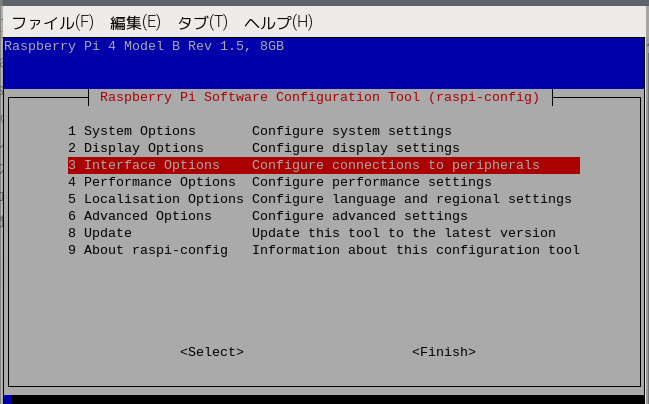 ファイル(F) 編集(E) タブ(T) ヘルプ(H)
Raspberry Pi 4 Model B Rev 1.5, 8GB
Raspberry Pi Software Configuration Tool (raspi-config)
1 System Options Configure system settings
2 Display Options Configure display settings
3 Interface Options Configure connections to peripherals
4 Performance Options Configure performance settings
5 Localisation Options Configure language and regional settings
6 Advanced Options Configure advanced settings
8 Update Update this tool to the latest version
9 About raspi-config Information about this configuration tool
<Select> <Finish>